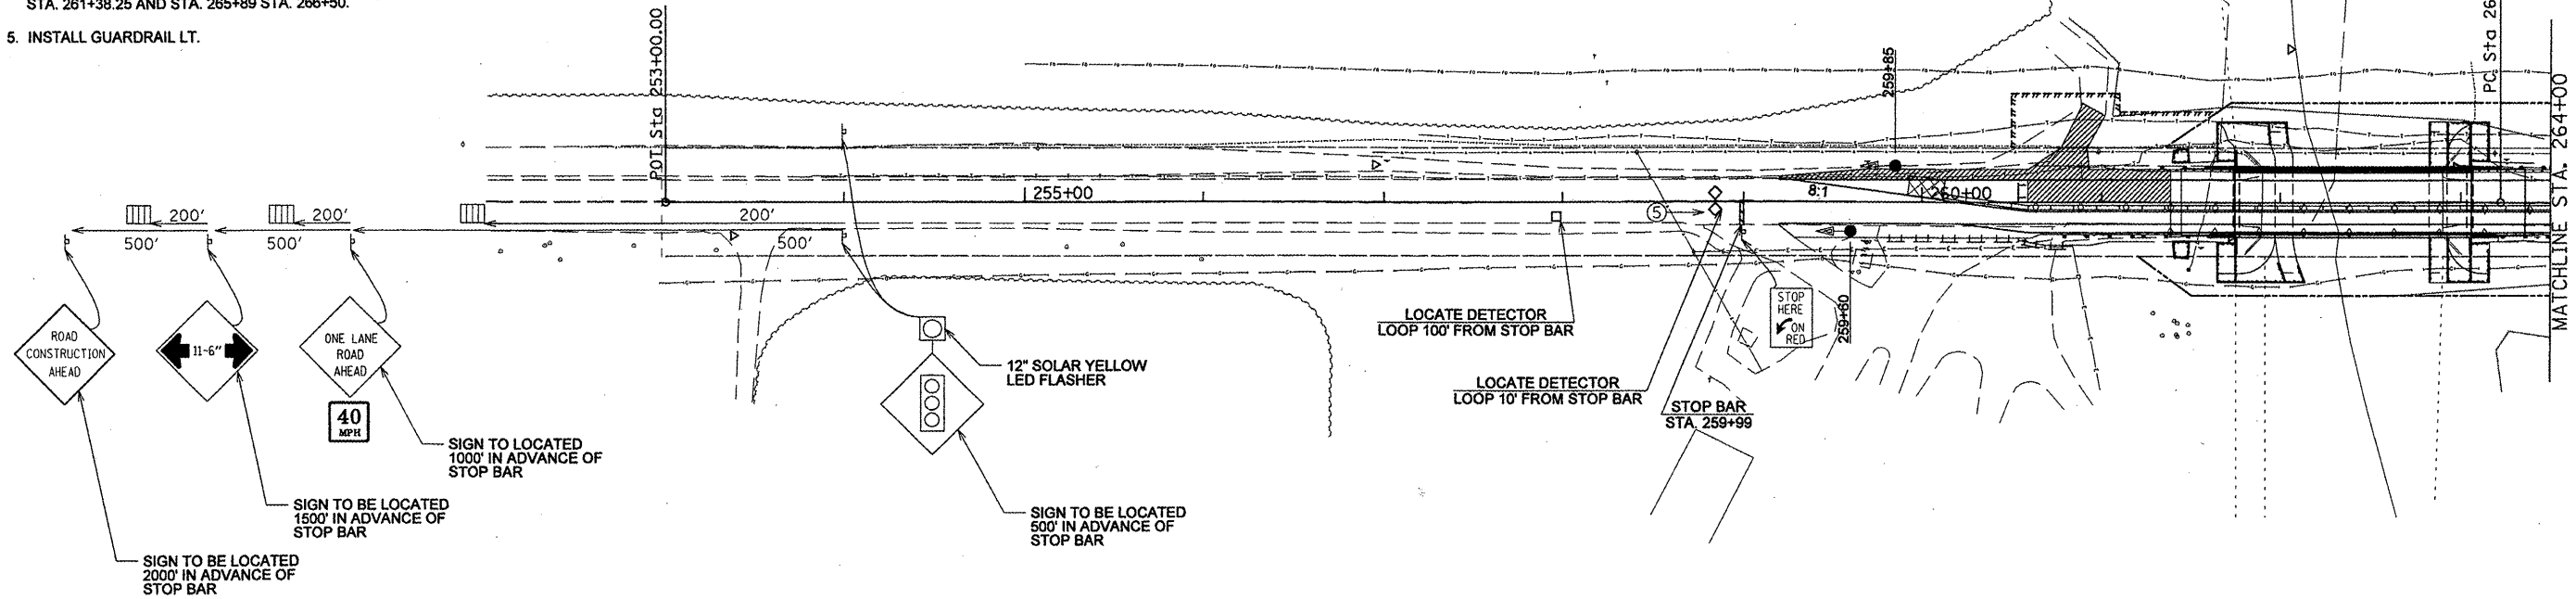 STA. 261+38.25 AND STA. 265+89 STA. 266+50.
5. INSTALL GUARDRAIL LT.
POT Sta 253+00.00
255+00
259+85
8:1
260+00
PC Sta 26
MATCHLINE STA. 264+00
200'
500'
200'
500'
200'
500'
5
ROAD
CONSTRUCTION
AHEAD
11-6"
ONE LANE
ROAD
AHEAD
40
MPH
12" SOLAR YELLOW
LED FLASHER
LOCATE DETECTOR
LOOP 100' FROM STOP BAR
LOCATE DETECTOR
LOOP 10' FROM STOP BAR
STOP BAR
STA. 259+99
STOP
HERE
ON
RED
259+60
SIGN TO LOCATED
1000' IN ADVANCE OF
STOP BAR
SIGN TO BE LOCATED
1500' IN ADVANCE OF
STOP BAR
SIGN TO BE LOCATED
2000' IN ADVANCE OF
STOP BAR
SIGN TO BE LOCATED
500' IN ADVANCE OF
STOP BAR